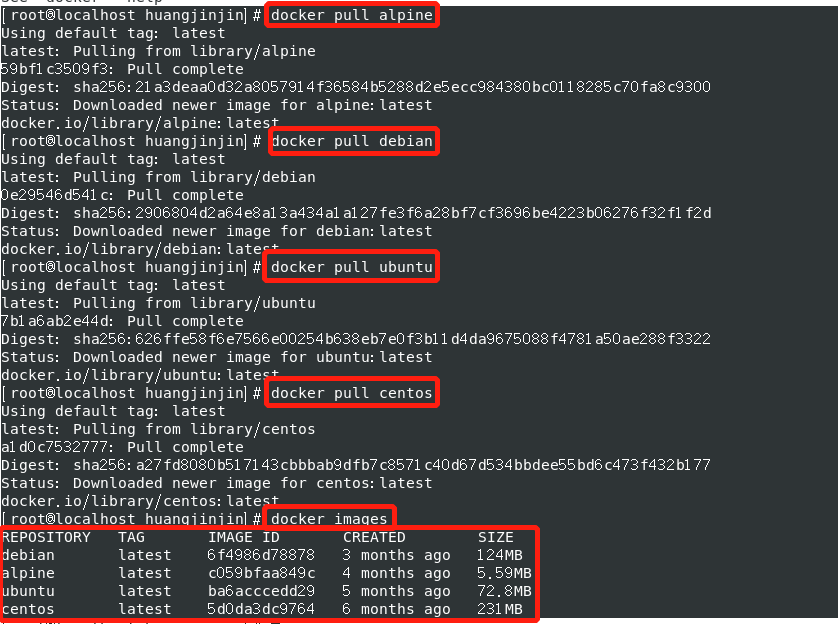 [root@localhost huangjinjin]# docker pull alpine
Using default tag: latest
latest: Pulling from library/alpine
59bf1c3509f3: Pull complete
Digest: sha256:21a3deaa0d32a8057914f36584b5288d2e5ecc984380bc0118285c70fa8c9300
Status: Downloaded newer image for alpine:latest
docker.io/library/alpine:latest
[root@localhost huangjinjin]# docker pull debian
Using default tag: latest
latest: Pulling from library/debian
0e29546d541c: Pull complete
Digest: sha256:2906804d2a64e8a13a434a1a127fe3f6a28bf7cf3696be4223b06276f32f1f2d
Status: Downloaded newer image for debian:latest
docker.io/library/debian:latest
[root@localhost huangjinjin]# docker pull ubuntu
Using default tag: latest
latest: Pulling from library/ubuntu
7b1a6ab2e44d: Pull complete
Digest: sha256:626ffe58f6e7566e00254b638eb7e0f3b11d4da9675088f4781a50ae288f3322
Status: Downloaded newer image for ubuntu:latest
docker.io/library/ubuntu:latest
[root@localhost huangjinjin]# docker pull centos
Using default tag: latest
latest: Pulling from library/centos
a1d0c7532777: Pull complete
Digest: sha256:a27fd8080b517143cbbbab9dfb7c8571c40d67d534bbdee55bd6c473f432b177
Status: Downloaded newer image for centos:latest
docker.io/library/centos:latest
[root@localhost huangjinjin]# docker images
REPOSITORY TAG IMAGE ID CREATED SIZE
debian latest 6f4986d78878 3 months ago 124MB
alpine latest c059bfaa849c 4 months ago 5.59MB
ubuntu latest ba6acccedd29 5 months ago 72.8MB
centos latest 5d0da3dc9764 6 months ago 231MB